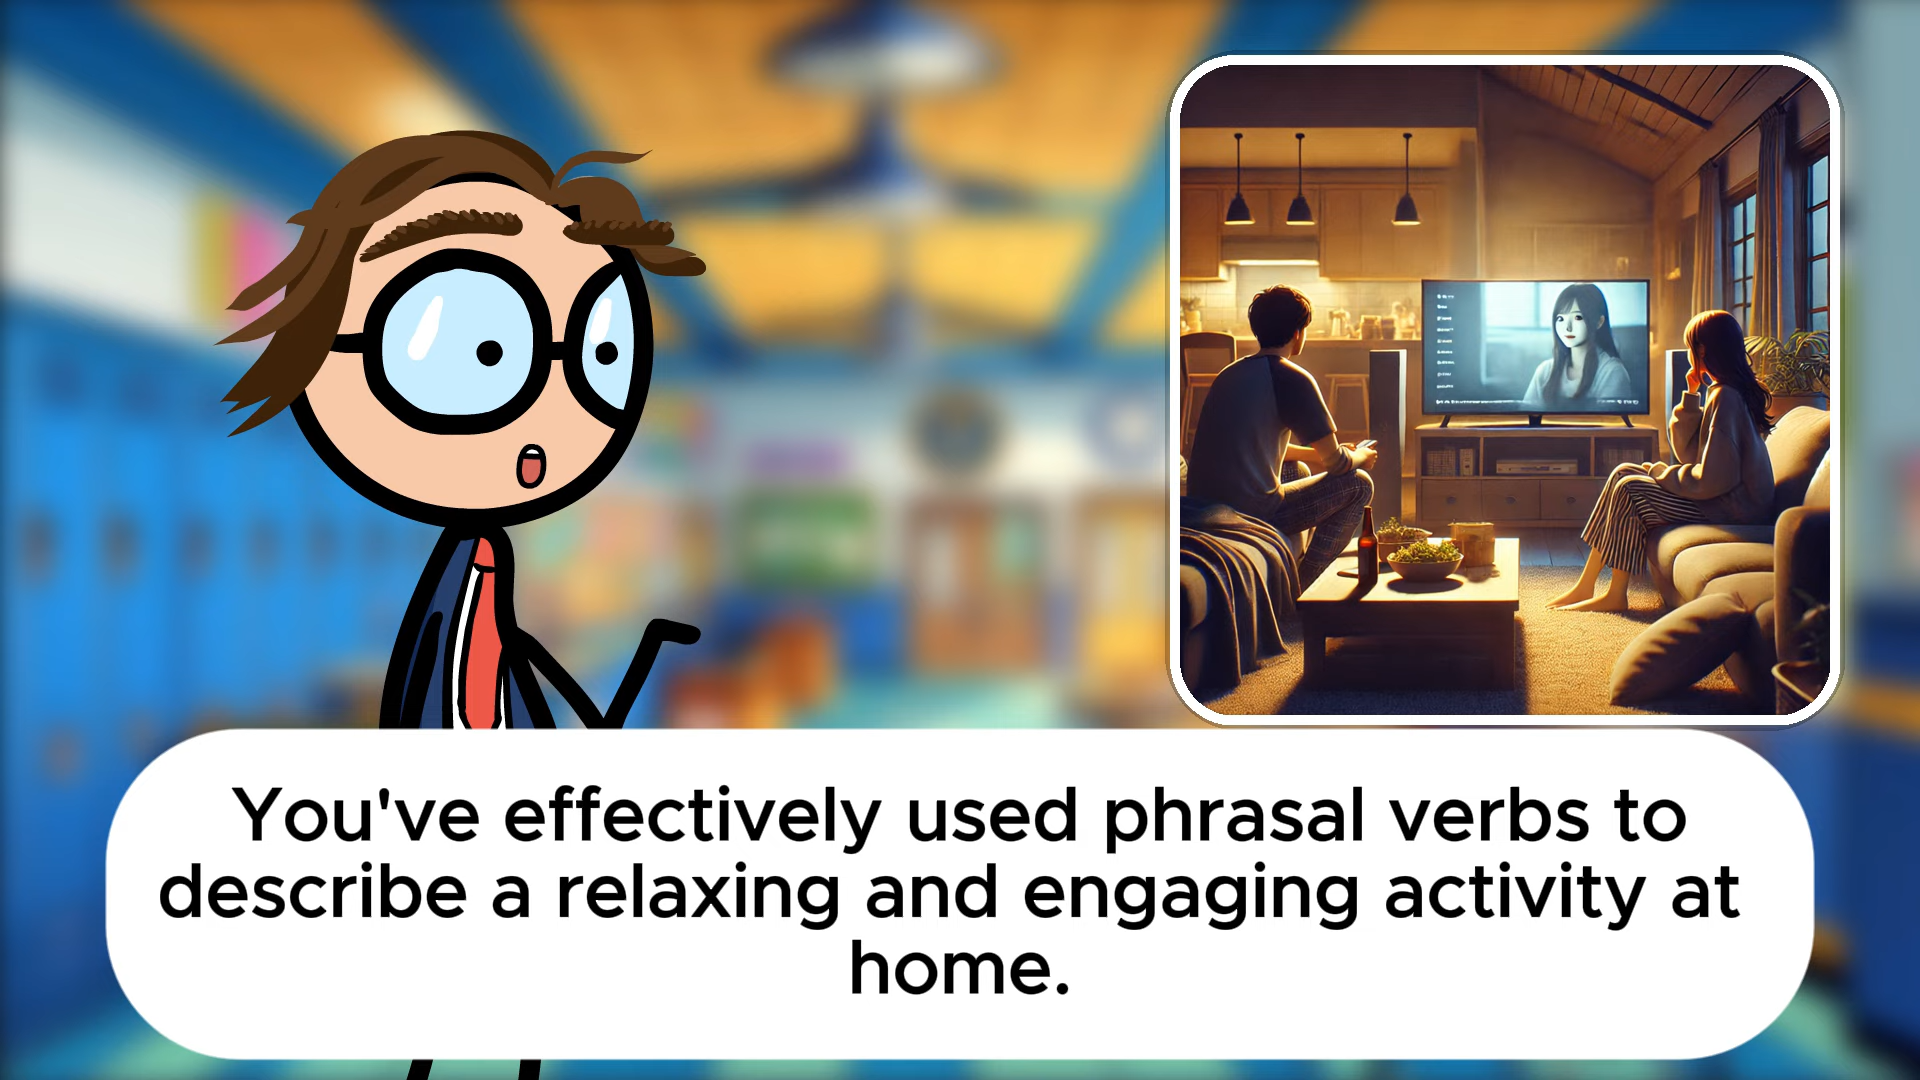 You've effectively used phrasal verbs to
describe a relaxing and engaging activity at
home.